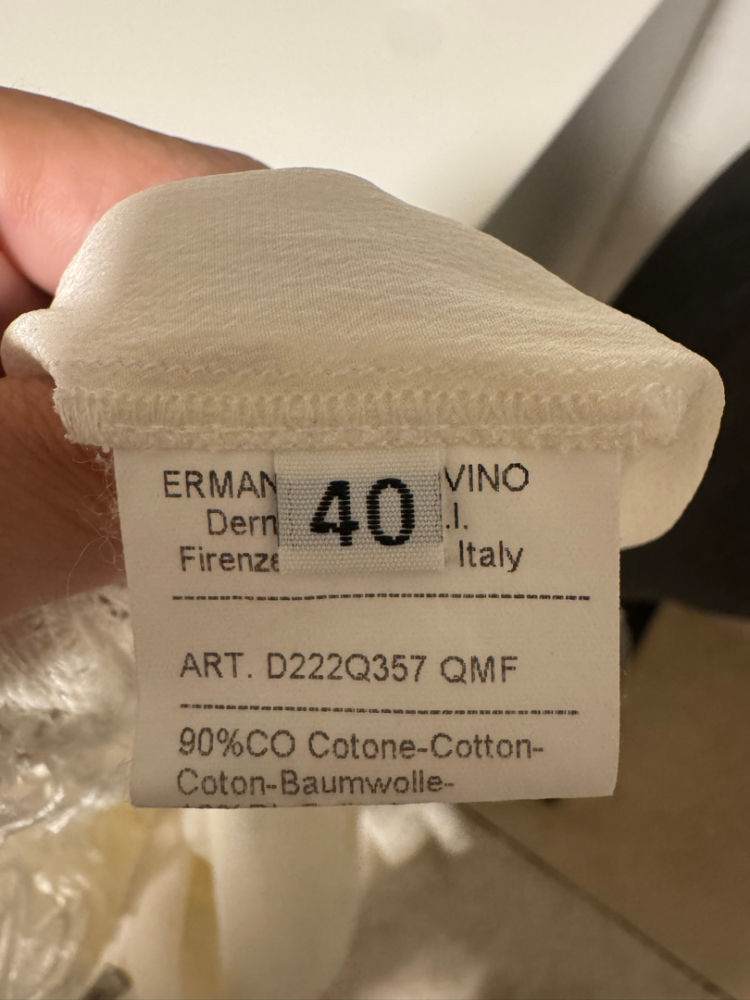 ERMAN 40 VINO
Dern .l.
Firenze Italy
ART. D222Q357 QMF
90%CO Cotone-Cotton-
Coton-Baumwolle-